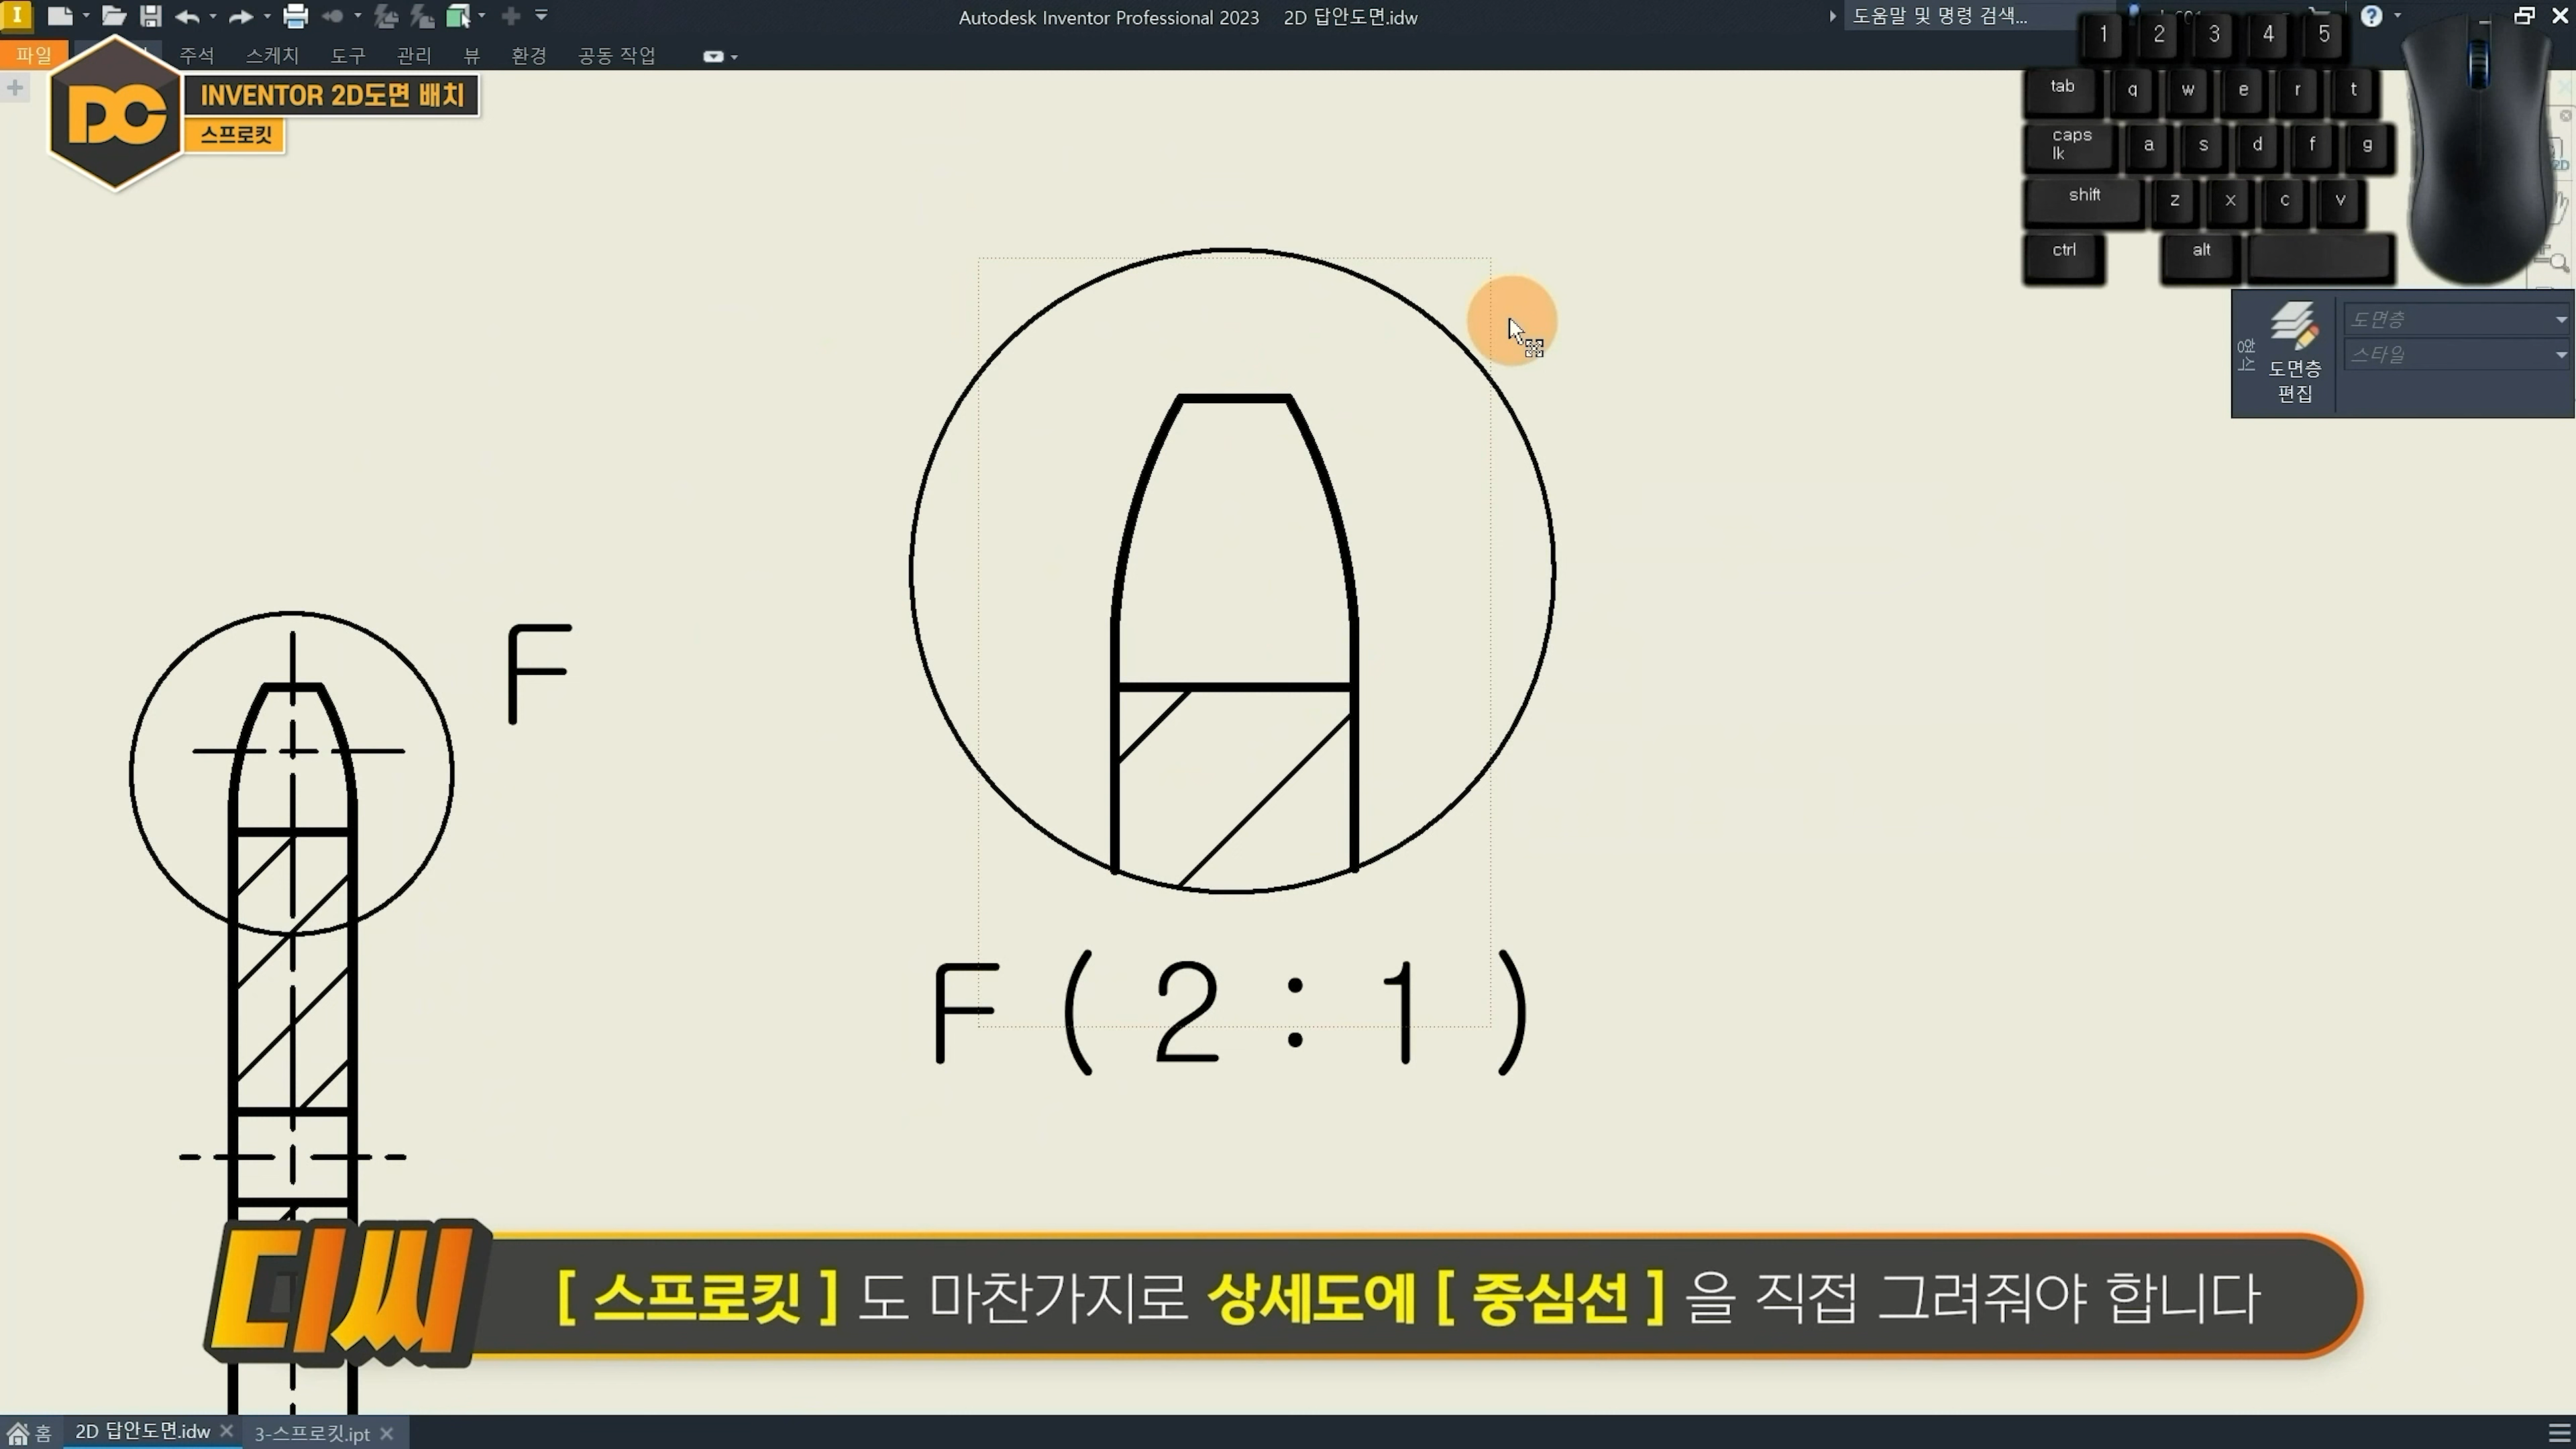 Autodesk Inventor Professional 2023 2D 답안도면.idw
도움말 및 명령 검색...
파일 주석 스케치 도구 관리 뷰 환경 공동 작업
DC
INVENTOR 2D도면 배치
스프로킷
1 2 3 4 5
tab q w e r t
caps lk a s d f g
shift z x c v
ctrl alt
도면층
스타일
도면층
편집
형식
F
F ( 2 : 1 )
디씨
[ 스프로킷 ] 도 마찬가지로 상세도에 [ 중심선 ] 을 직접 그려줘야 합니다
홈 2D 답안도면.idw 3-스프로킷.ipt